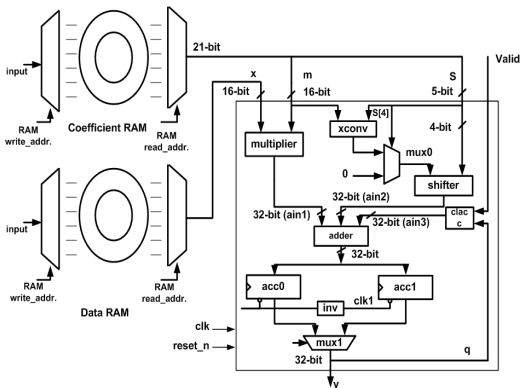 21-bit
Valid
input
x
m
S
16-bit
16-bit
5-bit
RAM
write_addr.
Coefficient RAM
RAM
read_addr.
S[4]
xconv
4-bit
multiplier
mux0
0
shifter
32-bit (ain1)
32-bit (ain2)
32-bit (ain3)
clac
c
input
adder
32-bit
RAM
write_addr.
RAM
read_addr.
Data RAM
acc0
acc1
clk1
inv
clk
reset_n
mux1
32-bit
q
y